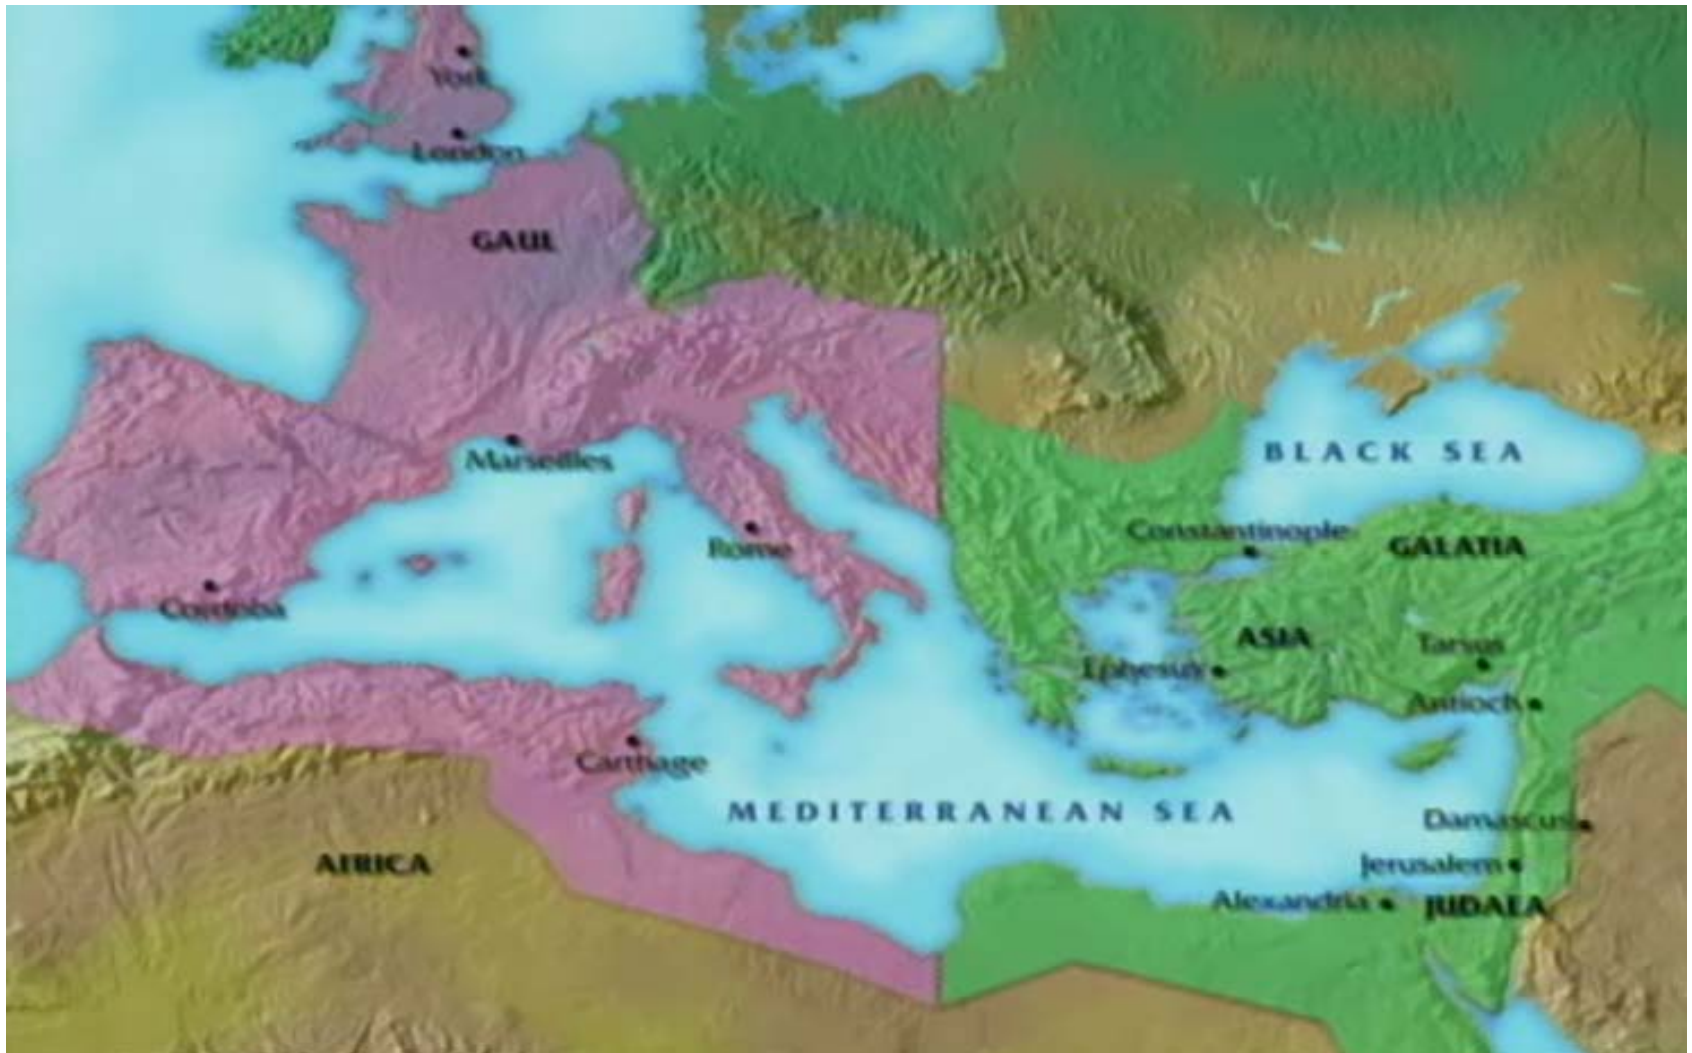 York
London
GAUL
BLACK SEA
Marseilles
Constantinople
Rome
GALATIA
Cordoba
ASIA
Tarsus
Ephesus
Antioch
Carthage
MEDITERRANEAN SEA
Damascus
AFRICA
Jerusalem
Alexandria
JUDAEA